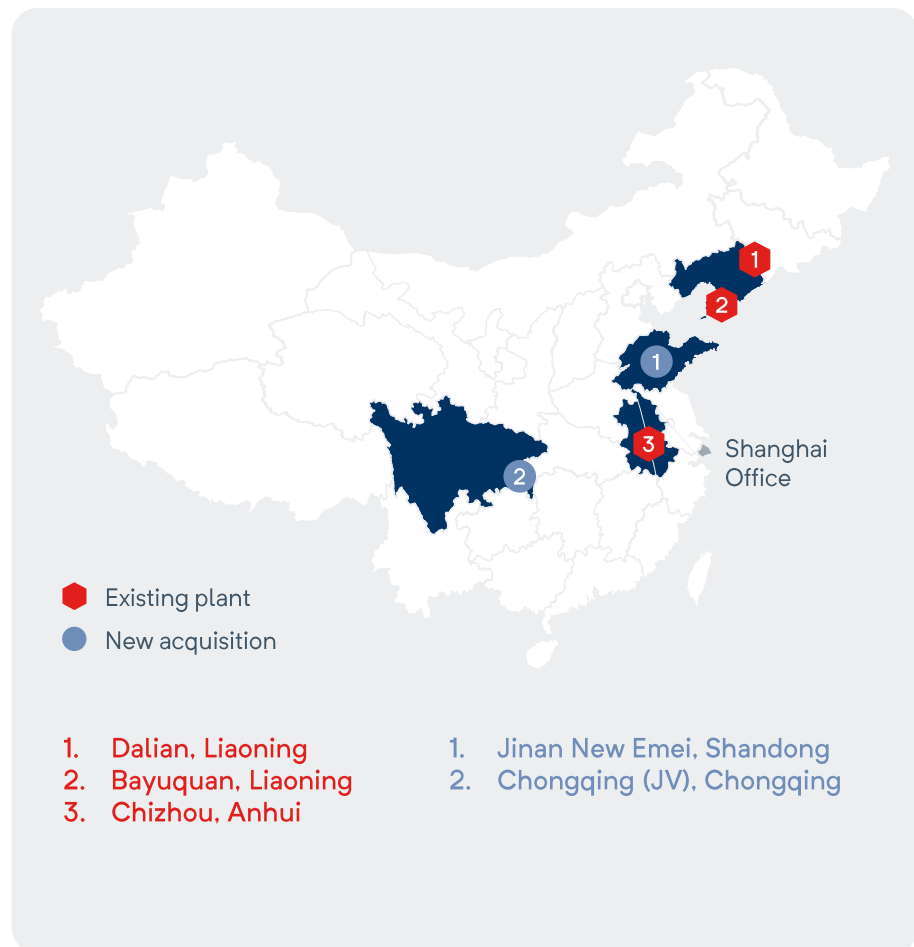 1
2
1
3
2
Shanghai
Office
Existing plant
New acquisition
1. Dalian, Liaoning
2. Bayuquan, Liaoning
3. Chizhou, Anhui
1. Jinan New Emei, Shandong
2. Chongqing (JV), Chongqing